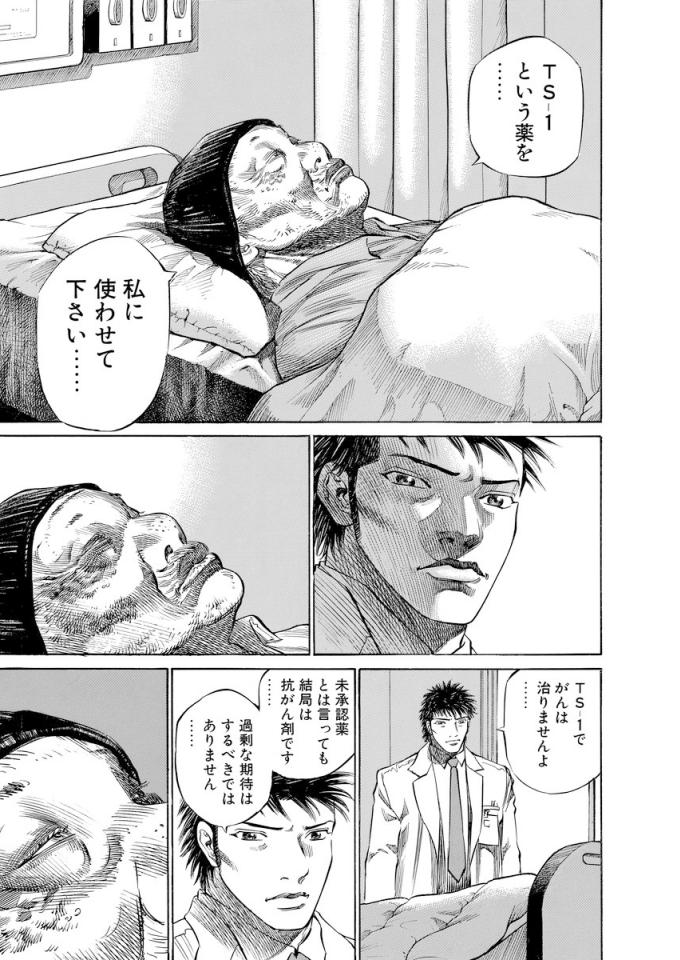 TS-1
という薬を
……
私に
使わせて
下さい……
TS-1で
がんは
治りませんよ
……
未承認薬
とは言っても
結局は
抗がん剤です
……
過剰な期待は
するべきでは
ありません
……